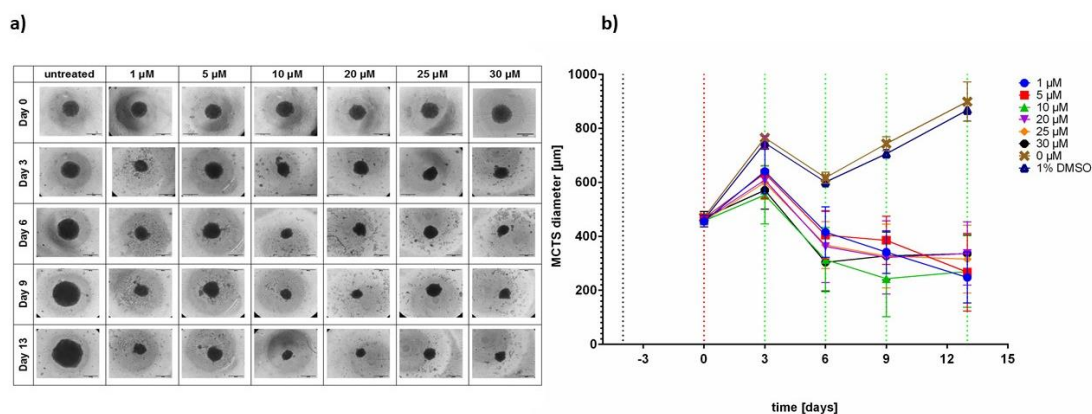 a)
b)
untreated 1 µM 5 µM 10 µM 20 µM 25 µM 30 µM
Day 0
Day 3
Day 6
Day 9
Day 13
MCTS diameter [µm]
1000
800
600
400
200
0
-3 0 3 6 9 12 15
time [days]
1 µM
5 µM
10 µM
20 µM
25 µM
30 µM
0 µM
1% DMSO